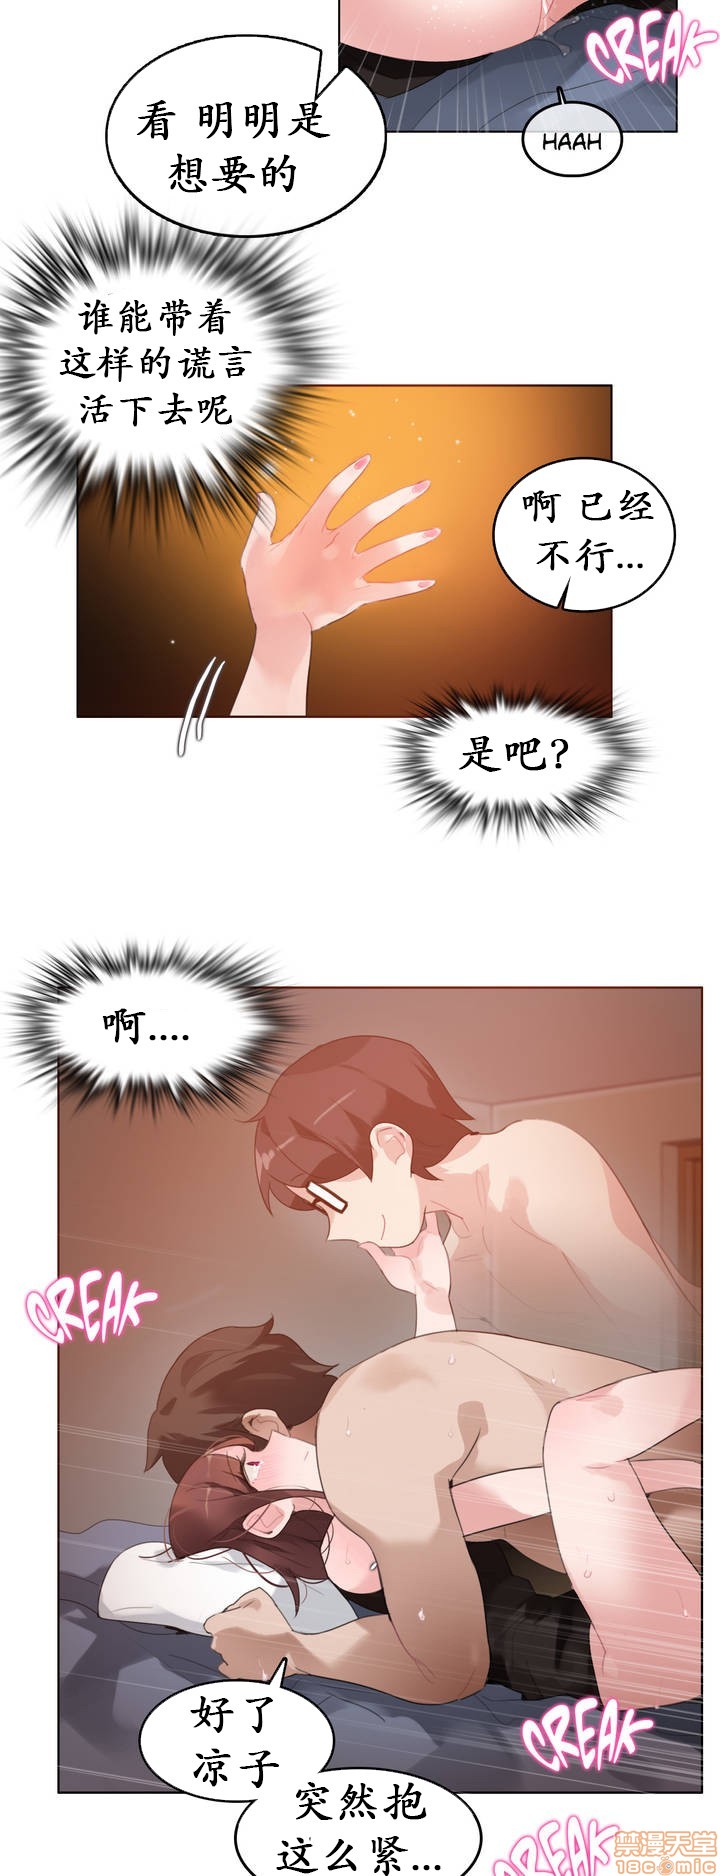 CREAK
看 明明是
想要的
HAAH
谁能带着
这样的谎言
活下去呢
啊 已经
不行...
是吧?
啊....
CREAK
好了
凉子
CREAK
突然抱
这么紧...
CREAK
禁漫天堂
18COMIC